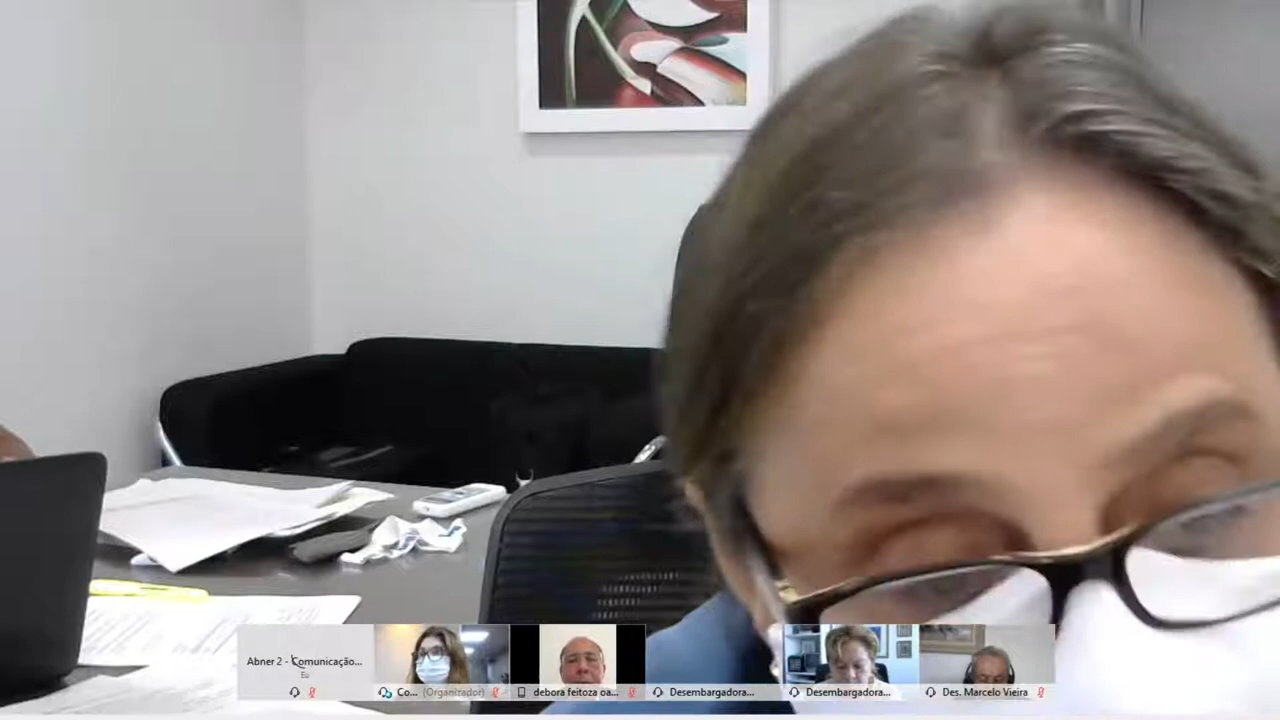 Abner 2 - Comunicação...
Eu
Co... (Organizador)
debora feitoza oa...
Desembargadora...
Desembargadora...
Des. Marcelo Vieira